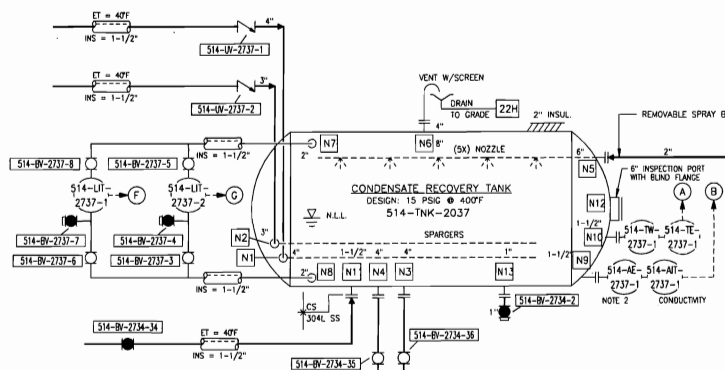 ET = 40°F
4"
INS = 1-1/2"
514-UV-2737-1
ET = 40°F
3"
INS = 1-1/2"
514-UV-2737-2
VENT W/SCREEN
DRAIN
TO GRADE
22H
4"
2" INSUL.
REMOVABLE SPRAY B
2"
INS = 1-1/2"
2"
N7
N6
8"
(5X) NOZZLE
6"
N5
514-BV-2737-8
514-BV-2737-5
6" INSPECTION PORT
WITH BLIND FLANGE
514-LIT-
2737-1
F
514-LIT-
2737-2
G
CONDENSATE RECOVERY TANK
DESIGN: 15 PSIG @ 400°F
514-TNK-2037
N12
A
B
N.L.L.
514-BV-2737-7
514-BV-2737-4
1-1/2"
N10
514-TW-
2737-1
514-TE-
2737-1
3"
N2
SPARGERS
514-BV-2737-6
514-BV-2737-3
N1
4"
1-1/2"
4"
4"
1"
1-1/2"
N9
2"
N8
N11
N4
N3
N13
514-AE-
2737-1
514-AIT-
2737-1
INS = 1-1/2"
NOTE 2
CONDUCTIVITY
CS
304L SS
1"
514-BV-2734-2
514-BV-2734-34
ET = 40°F
INS = 1-1/2"
514-BV-2734-36
514-BV-2734-35